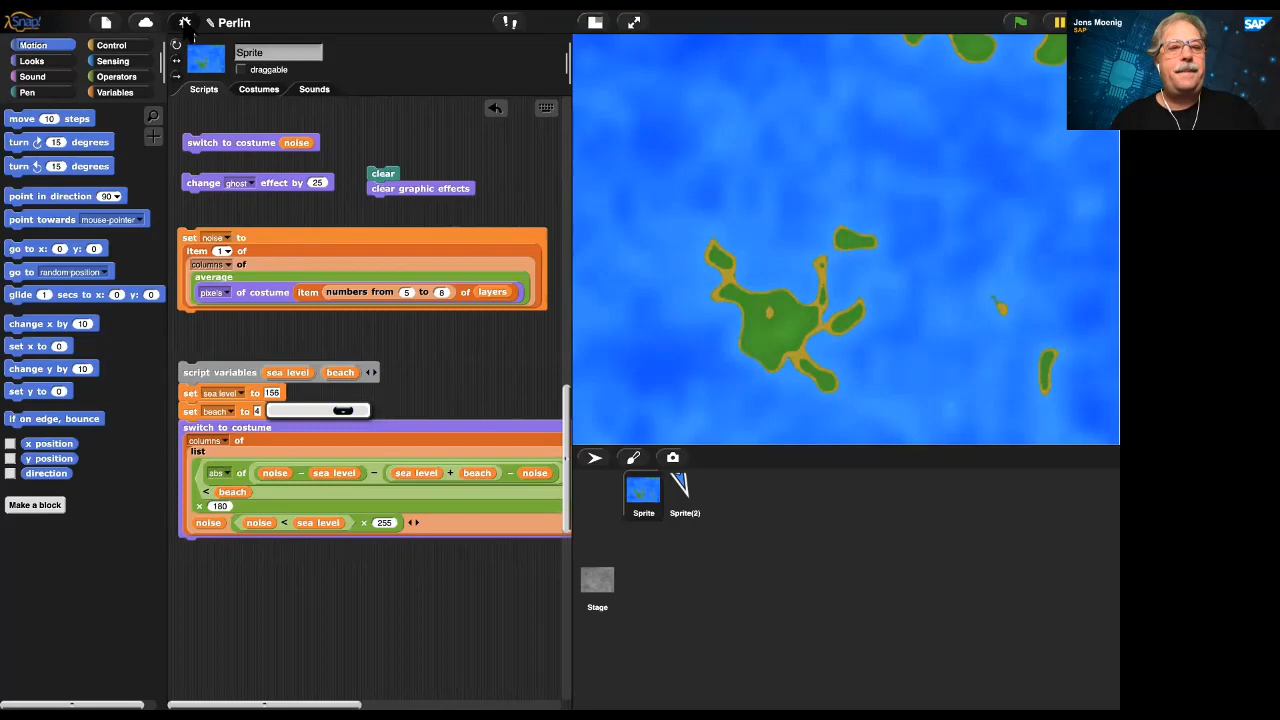 Snap!
Perlin
Jens Moenig
SAP
SAP
Motion
Control
Looks
Sensing
Sound
Operators
Pen
Variables
Sprite
draggable
Scripts
Costumes
Sounds
move 10 steps
turn 15 degrees
turn 15 degrees
point in direction 90
point towards mouse-pointer
go to x: 0 y: 0
go to random position
glide 1 secs to x: 0 y: 0
change x by 10
set x to 0
change y by 10
set y to 0
if on edge, bounce
x position
y position
direction
Make a block
switch to costume noise
change ghost effect by 25
clear
clear graphic effects
set noise to
item 1 of
columns of
average
pixels of costume item numbers from 5 to 6 of layers
script variables sea level beach
set sea level to 156
set beach to 4
switch to costume
columns of
list
abs of noise − sea level − sea level + beach − noise
< beach
× 180
noise noise < sea level × 255
Sprite
Sprite(2)
Stage